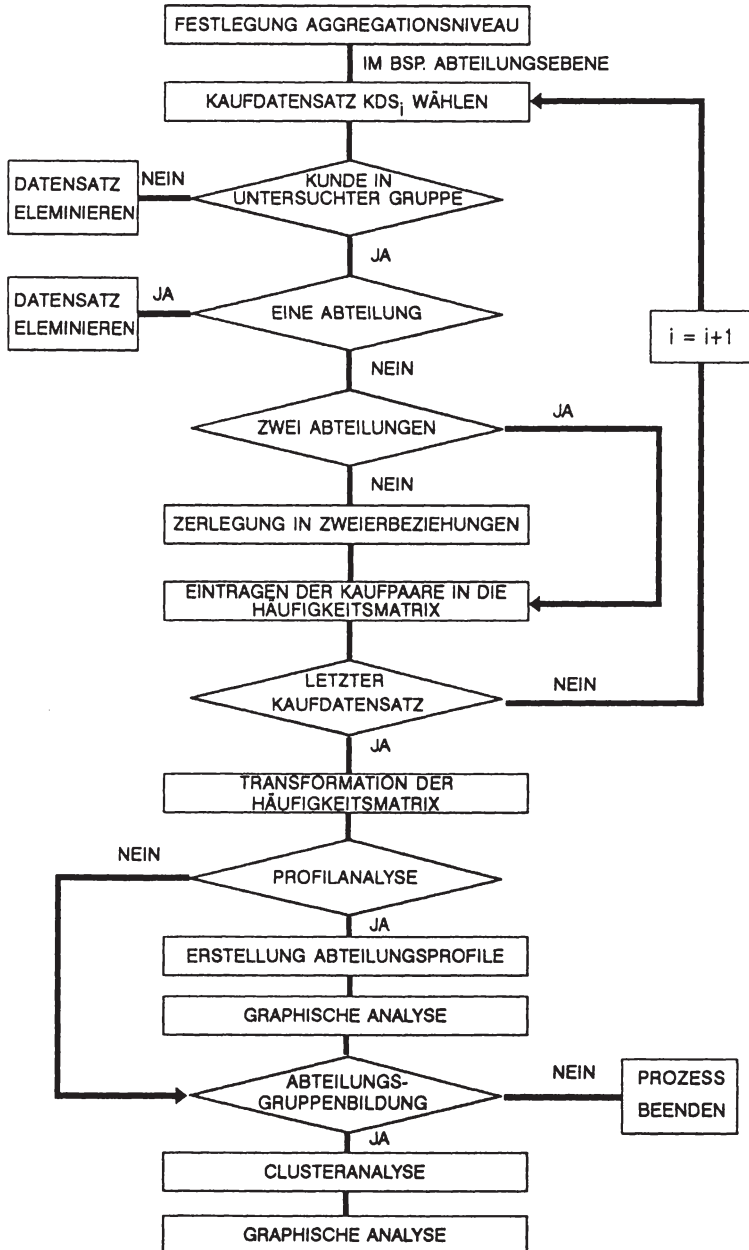 FESTLEGUNG AGGREGATIONSNIVEAU
IM BSP. ABTEILUNGSEBENE
KAUFDATENSATZ KDSi WÄHLEN
DATENSATZ
ELEMINIEREN
NEIN
KUNDE IN
UNTERSUCHTER GRUPPE
JA
DATENSATZ
ELEMINIEREN
JA
EINE ABTEILUNG
i = i+1
NEIN
ZWEI ABTEILUNGEN
JA
NEIN
ZERLEGUNG IN ZWEIERBEZIEHUNGEN
EINTRAGEN DER KAUFPAARE IN DIE
HÄUFIGKEITSMATRIX
LETZTER
KAUFDATENSATZ
NEIN
JA
TRANSFORMATION DER
HÄUFIGKEITSMATRIX
NEIN
PROFILANALYSE
JA
ERSTELLUNG ABTEILUNGSPROFILE
GRAPHISCHE ANALYSE
ABTEILUNGS-
GRUPPENBILDUNG
NEIN
PROZESS
BEENDEN
JA
CLUSTERANALYSE
GRAPHISCHE ANALYSE